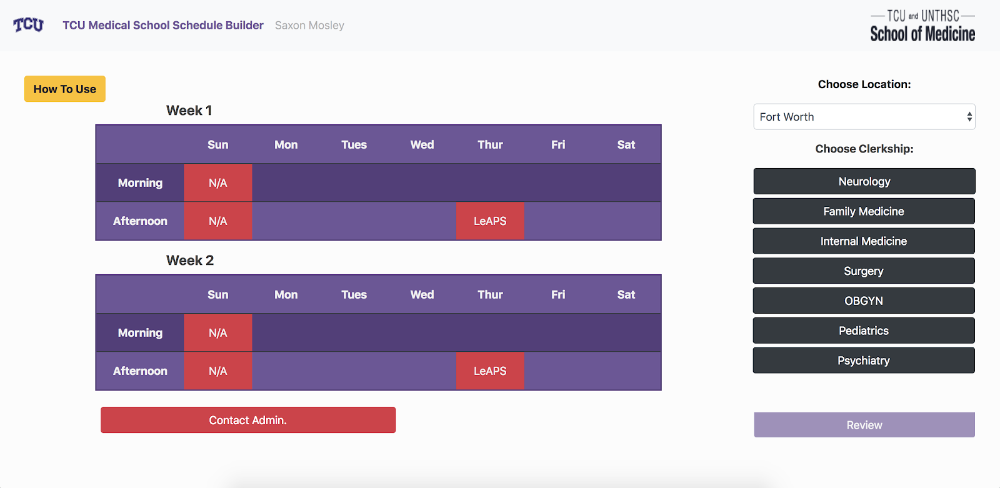 TCU TCU Medical School Schedule Builder Saxon Mosley
TCU and UNTHSC
School of Medicine
How To Use
Week 1
Sun Mon Tues Wed Thur Fri Sat
Morning N/A
Afternoon N/A LeAPS
Week 2
Sun Mon Tues Wed Thur Fri Sat
Morning N/A
Afternoon N/A LeAPS
Contact Admin.
Choose Location:
Fort Worth
Choose Clerkship:
Neurology
Family Medicine
Internal Medicine
Surgery
OBGYN
Pediatrics
Psychiatry
Review